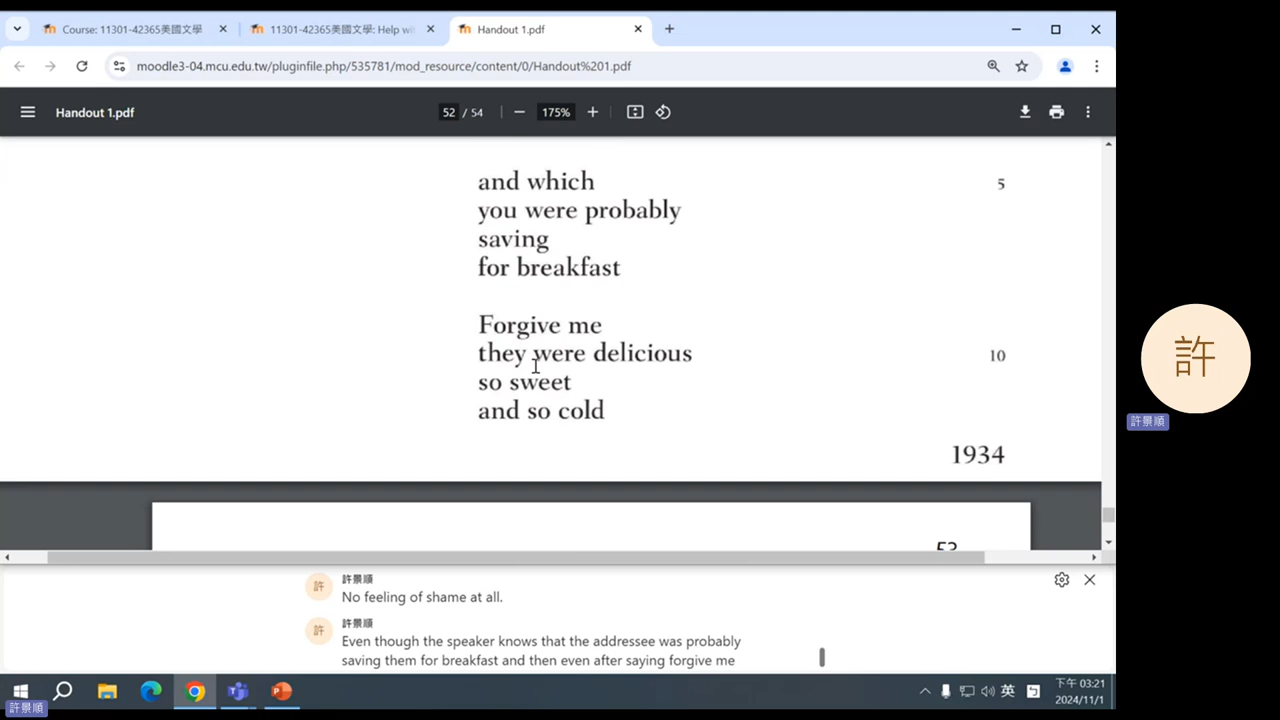 Course: 11301-42365美國文學
11301-42365美國文學: Help wi
Handout 1.pdf
moodle3-04.mcu.edu.tw/pluginfile.php/535781/mod_resource/content/0/Handout%201.pdf
Handout 1.pdf
52 / 54
175%
and which
5
you were probably
saving
for breakfast
Forgive me
they were delicious
10
so sweet
and so cold
1934
53
許
許景順
許
許景順
No feeling of shame at all.
許
許景順
Even though the speaker knows that the addressee was probably
saving them for breakfast and then even after saying forgive me
英
下午 03:21
2024/11/1
許景順